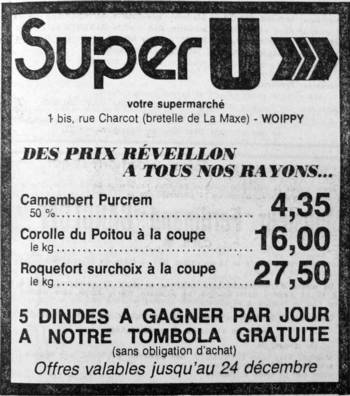 Super U
votre supermarché
1 bis, rue Charcot (bretelle de La Maxe) - WOIPPY
DES PRIX RÉVEILLON
A TOUS NOS RAYONS...
Camembert Purcrem
50 % .......................................... 4,35
Corolle du Poitou à la coupe
le kg .......................................... 16,00
Roquefort surchoix à la coupe
le kg .......................................... 27,50
5 DINDES A GAGNER PAR JOUR
A NOTRE TOMBOLA GRATUITE
(sans obligation d'achat)
Offres valables jusqu'au 24 décembre